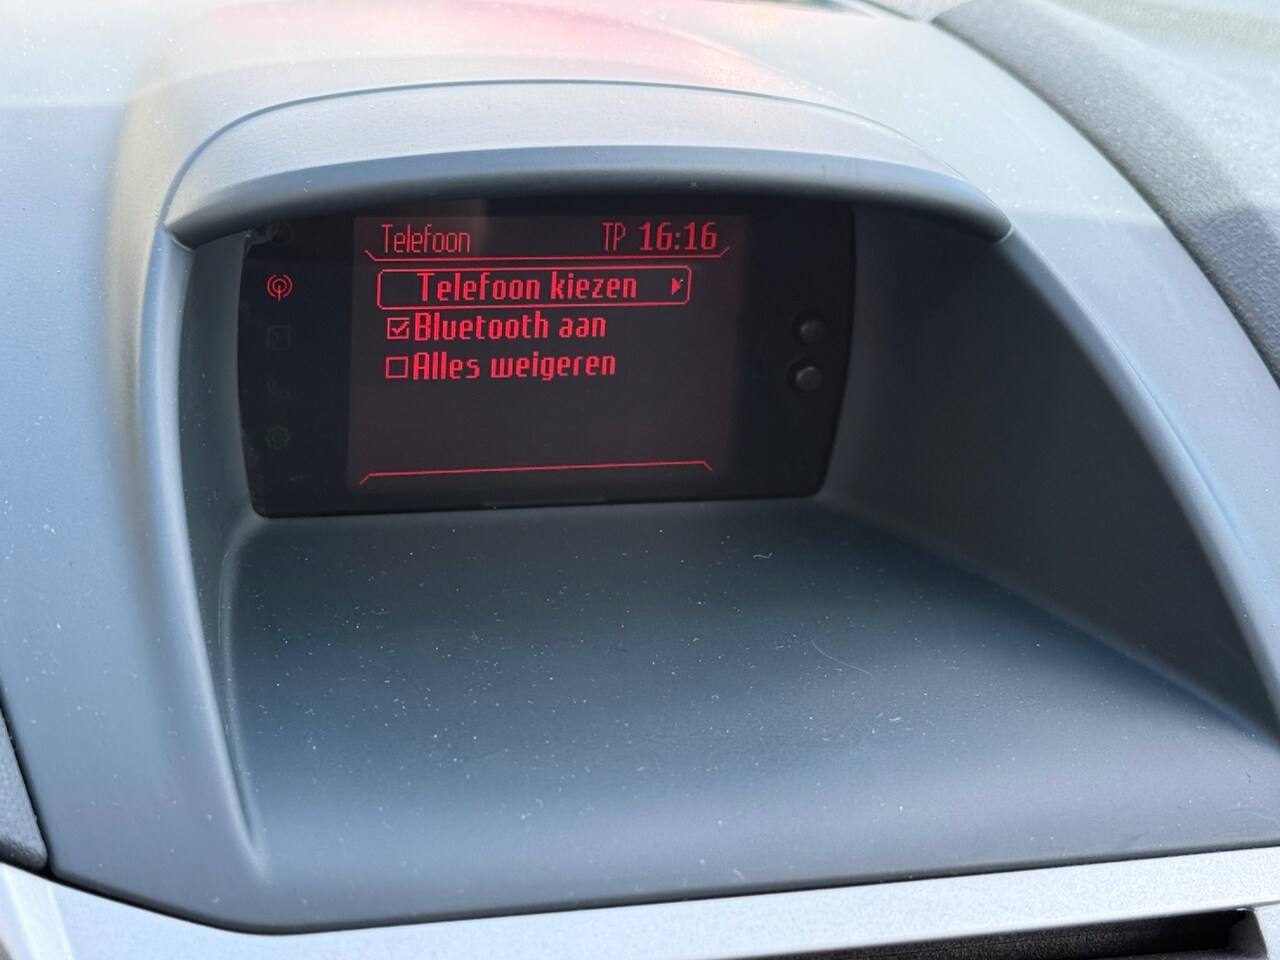 Telefoon TP 16:16
Telefoon kiezen
Bluetooth aan
Alles weigeren